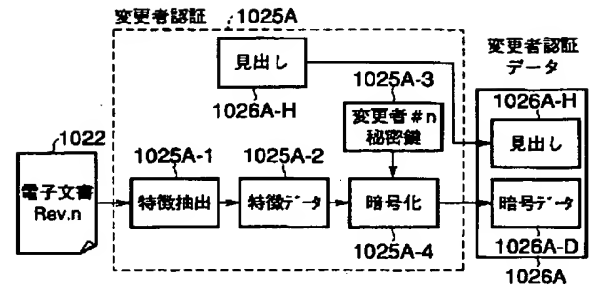 変更者認証
1025A
見出し
1026A-H
1025A-3
変更者#n
秘密鍵
変更者認証
データ
1026A-H
見出し
1022
電子文書
Rev.n
1025A-1
特徴抽出
1025A-2
特徴データ
暗号化
1025A-4
暗号データ
1026A-D
1026A